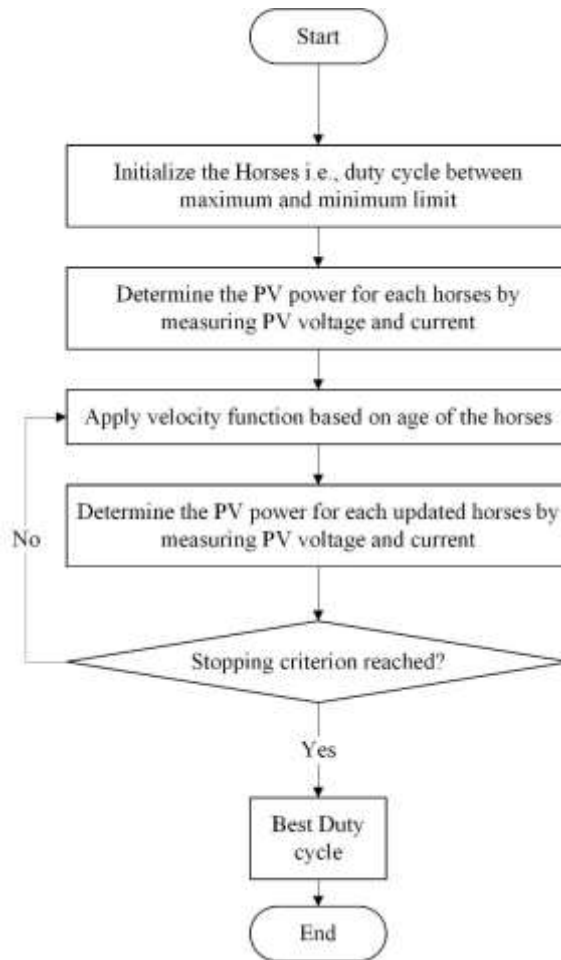 Start
Initialize the Horses i.e., duty cycle between
maximum and minimum limit
Determine the PV power for each horses by
measuring PV voltage and current
Apply velocity function based on age of the horses
Determine the PV power for each updated horses by
measuring PV voltage and current
No
Stopping criterion reached?
Yes
Best Duty
cycle
End